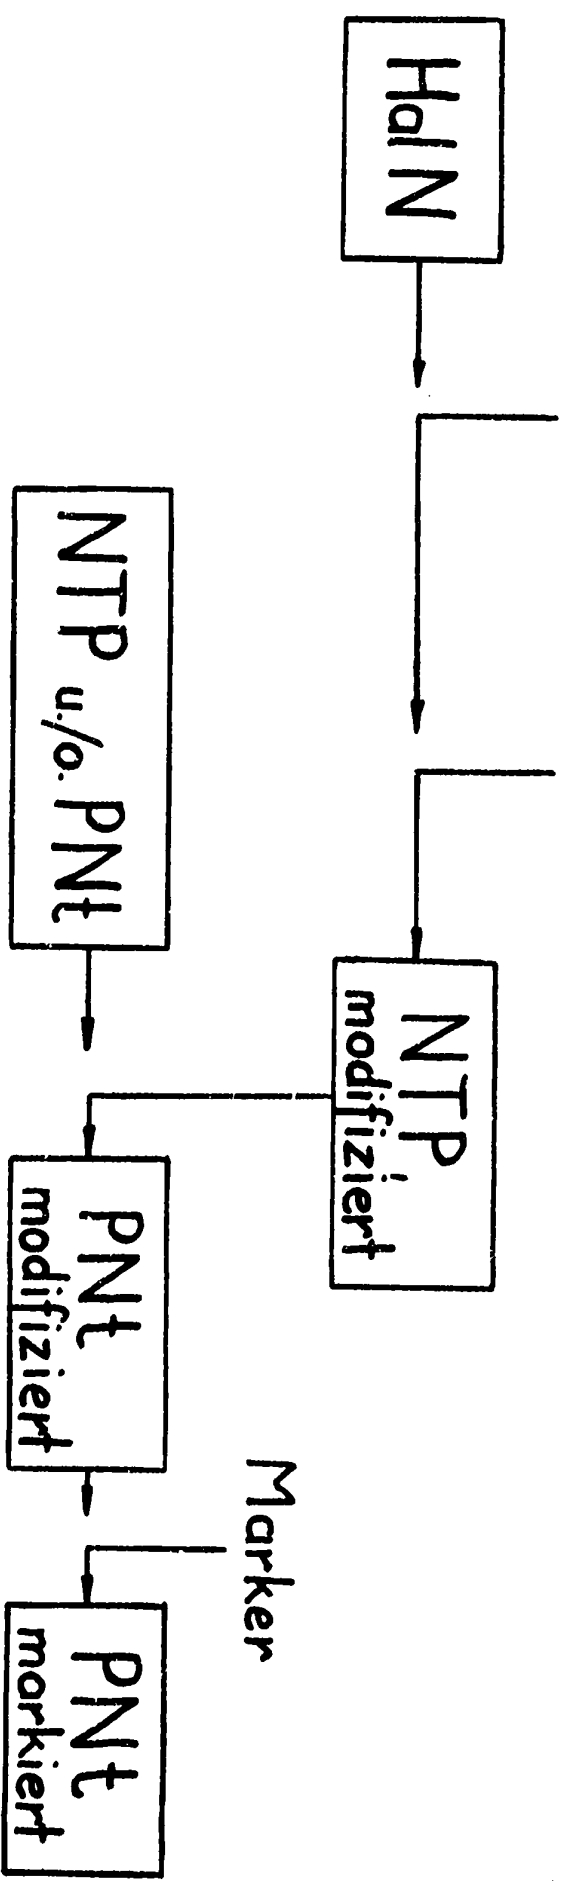 HalN
NTP
modifiziert
NTP u./o. PNt
PNt
modifiziert
Marker
PNt
markiert